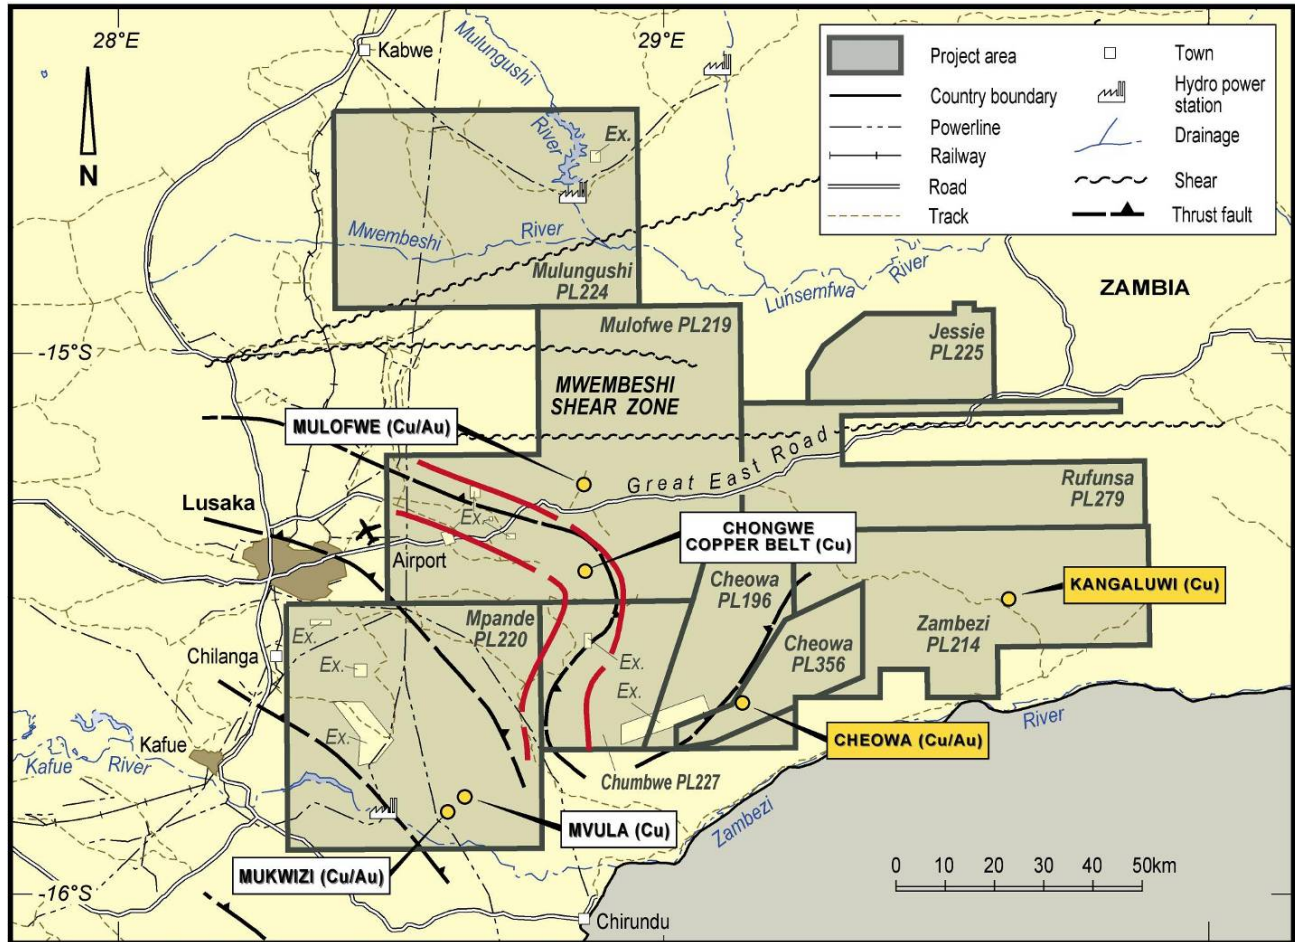 28°E
29°E
Kabwe
Mulungushi
River
Ex.
N
Mwembeshi
River
Mulungushi
PL224
Lunsemfwa
River
Project area
Country boundary
Powerline
Railway
Road
Track
Town
Hydro power
station
Drainage
Shear
Thrust fault
ZAMBIA
-15°S
Mulofwe PL219
Jessie
PL225
MWEMBESHI
SHEAR ZONE
MULOFWE (Cu/Au)
Great East Road
Rufunsa
PL279
Lusaka
Ex.
Airport
CHONGWE
COPPER BELT (Cu)
Cheowa
PL196
KANGALUWI (Cu)
Mpande
PL220
Zambezi
PL214
Cheowa
PL356
Ex.
Ex.
Ex.
Ex.
Ex.
Chilanga
Kafue
Kafue River
River
CHEOWA (Cu/Au)
Chumbwe PL227
Zambezi
MVULA (Cu)
MUKWIZI (Cu/Au)
0 10 20 30 40 50km
-16°S
Chirundu